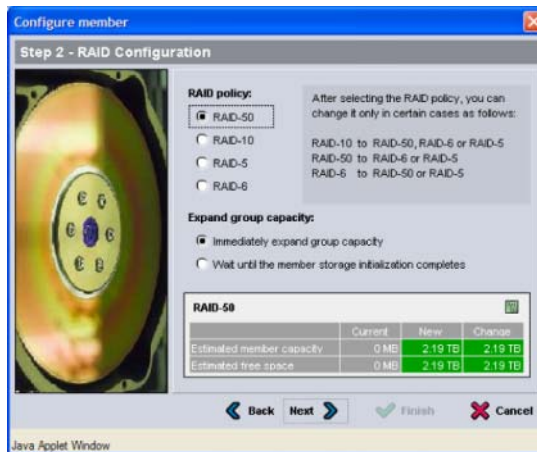 Configure member
Step 2 - RAID Configuration
RAID policy:
RAID-50
RAID-10
RAID-5
RAID-6
After selecting the RAID policy, you can
change it only in certain cases as follows:
RAID-10 to RAID-50, RAID-6 or RAID-5
RAID-50 to RAID-6 or RAID-5
RAID-6 to RAID-50 or RAID-5
Expand group capacity:
Immediately expand group capacity
Wait until the member storage initialization completes
RAID-50
Current New Change
Estimated member capacity 0 MB 2.19 TB 2.19 TB
Estimated free space 0 MB 2.19 TB 2.19 TB
Back Next Finish Cancel
Java Applet Window